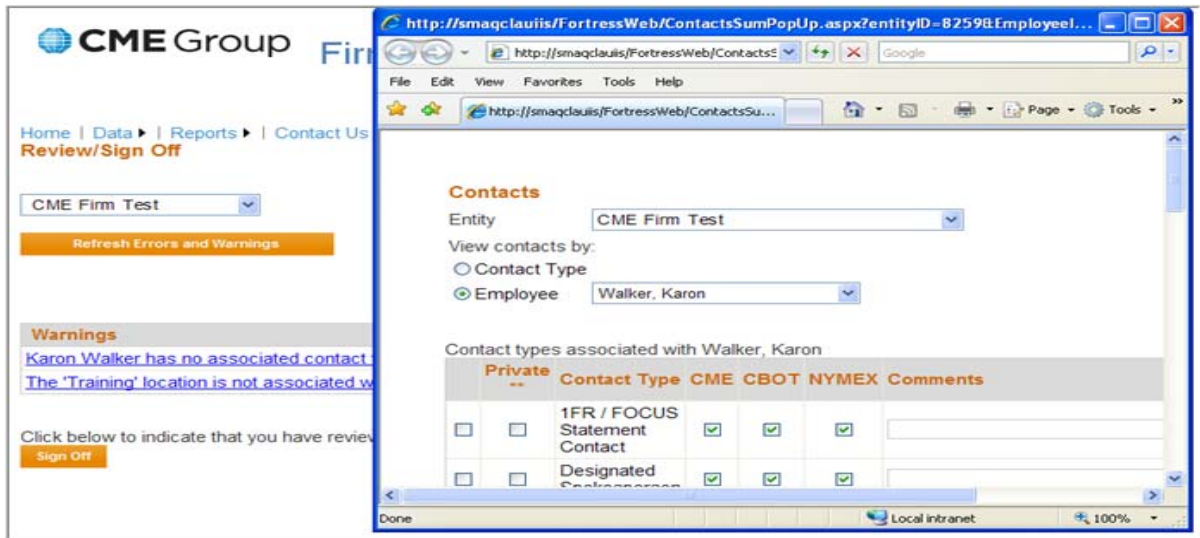 CME Group Fir
Home | Data | Reports | Contact Us
Review/Sign Off
CME Firm Test
Refresh Errors and Warnings
Warnings
Karon Walker has no associated contact
The 'Training' location is not associated w
Click below to indicate that you have review
Sign Off
http://smaqclauiis/FortressWeb/ContactsSumPopUp.aspx?entityID=8259&EmployeeI...
http://smaqclauiis/FortressWeb/ContactsS
Google
File Edit View Favorites Tools Help
http://smaqclauiis/FortressWeb/ContactsSu...
Page Tools
Contacts
Entity CME Firm Test
View contacts by:
Contact Type
Employee Walker, Karon
Contact types associated with Walker, Karon
Private ** Contact Type CME CBOT NYMEX Comments
1FR / FOCUS
Statement
Contact
Designated
Spokesperson
Done Local intranet 100%